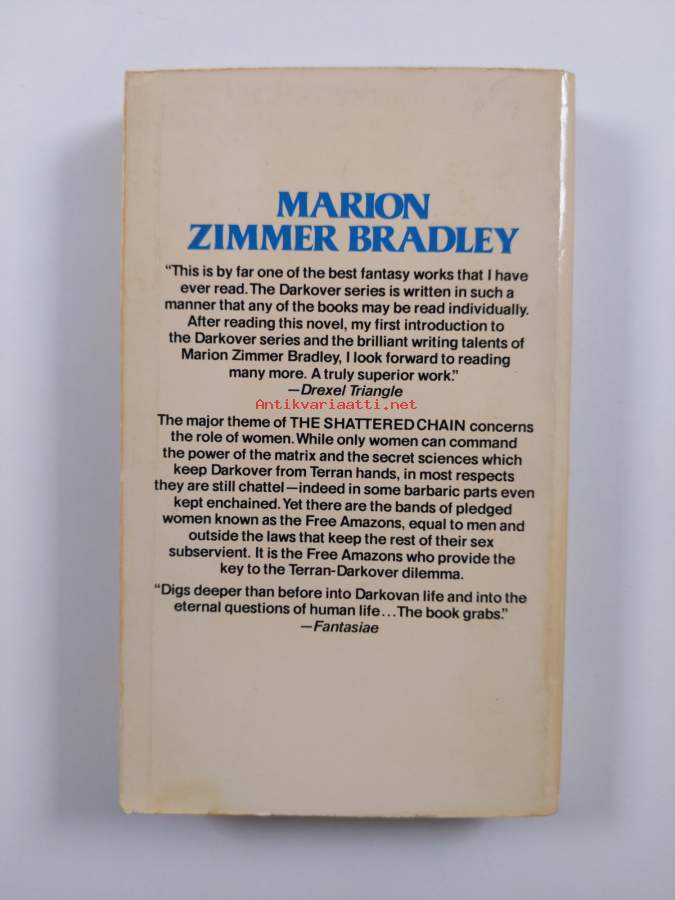 MARION
ZIMMER BRADLEY
“This is by far one of the best fantasy works that I have
ever read. The Darkover series is written in such a
manner that any of the books may be read individually.
After reading this novel, my first introduction to
the Darkover series and the brilliant writing talents of
Marion Zimmer Bradley, I look forward to reading
many more. A truly superior work.”
—Drexel Triangle
Antikvariaatti.net
The major theme of THE SHATTERED CHAIN concerns
the role of women. While only women can command
the power of the matrix and the secret sciences which
keep Darkover from Terran hands, in most respects
they are still chattel—indeed in some barbaric parts even
kept enchained. Yet there are the bands of pledged
women known as the Free Amazons, equal to men and
outside the laws that keep the rest of their sex
subservient. It is the Free Amazons who provide the
key to the Terran-Darkover dilemma.
“Digs deeper than before into Darkovan life and into the
eternal questions of human life...The book grabs.”
—Fantasiae